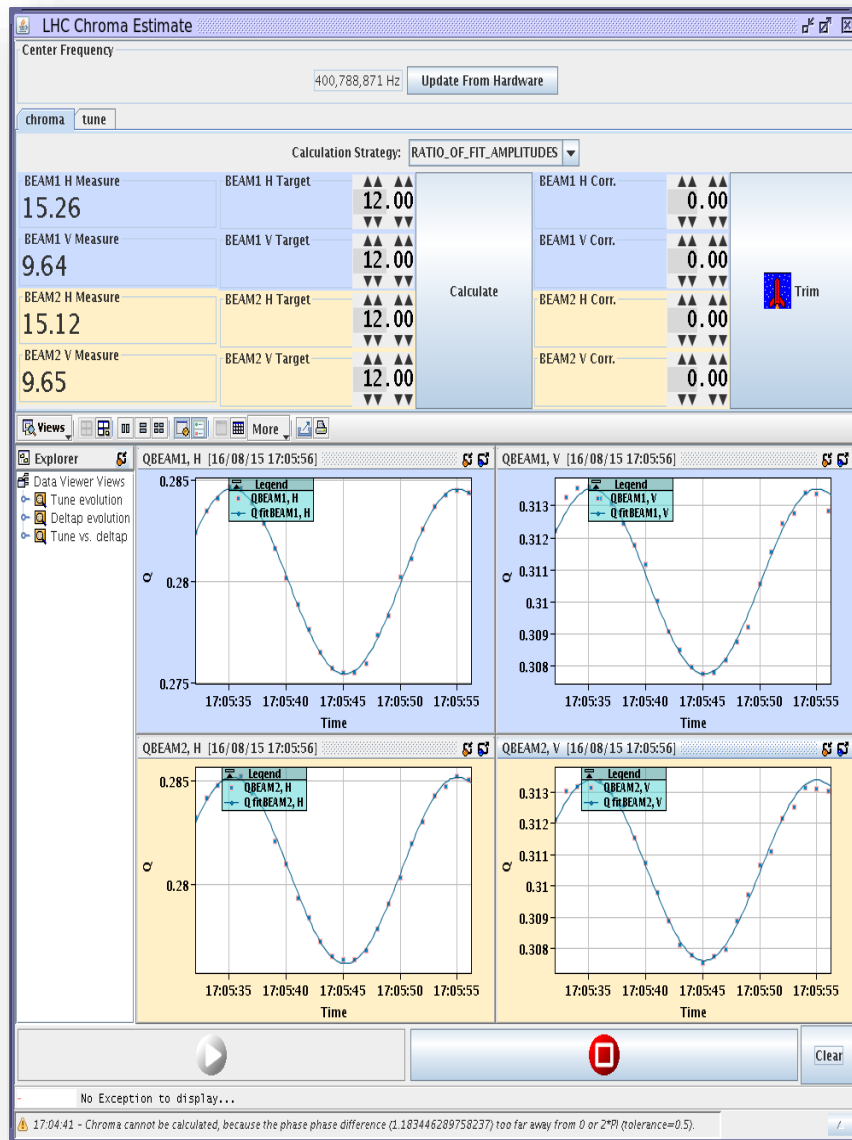 LHC Chroma Estimate
Center Frequency
400,788,871 Hz Update From Hardware
chroma tune
Calculation Strategy: RATIO_OF_FIT_AMPLITUDES
BEAM1 H Measure BEAM1 H Target BEAM1 H Corr.
15.26 12.00 0.00
BEAM1 V Measure BEAM1 V Target BEAM1 V Corr.
9.64 12.00 0.00
Calculate Trim
BEAM2 H Measure BEAM2 H Target BEAM2 H Corr.
15.12 12.00 0.00
BEAM2 V Measure BEAM2 V Target BEAM2 V Corr.
9.65 12.00 0.00
Views More
Explorer
Data Viewer Views
Tune evolution
Deltap evolution
Tune vs. deltap
QBEAM1, H [16/08/15 17:05:56]
Legend
QBEAM1, H
Q fitBEAM1, H
0.285
0.28
0.275
Q
17:05:35 17:05:40 17:05:45 17:05:50 17:05:55
Time
QBEAM1, V [16/08/15 17:05:56]
Legend
QBEAM1, V
Q fitBEAM1, V
0.313
0.312
0.311
0.31
0.309
0.308
Q
17:05:35 17:05:40 17:05:45 17:05:50 17:05:55
Time
QBEAM2, H [16/08/15 17:05:56]
Legend
QBEAM2, H
Q fitBEAM2, H
0.285
0.28
Q
17:05:35 17:05:40 17:05:45 17:05:50 17:05:55
Time
QBEAM2, V [16/08/15 17:05:56]
Legend
QBEAM2, V
Q fitBEAM2, V
0.313
0.312
0.311
0.31
0.309
0.308
Q
17:05:35 17:05:40 17:05:45 17:05:50 17:05:55
Time
Clear
- No Exception to display...
17:04:41 - Chroma cannot be calculated, because the phase phase difference (1.183446289758237) too far away from 0 or 2*PI (tolerance=0.5).